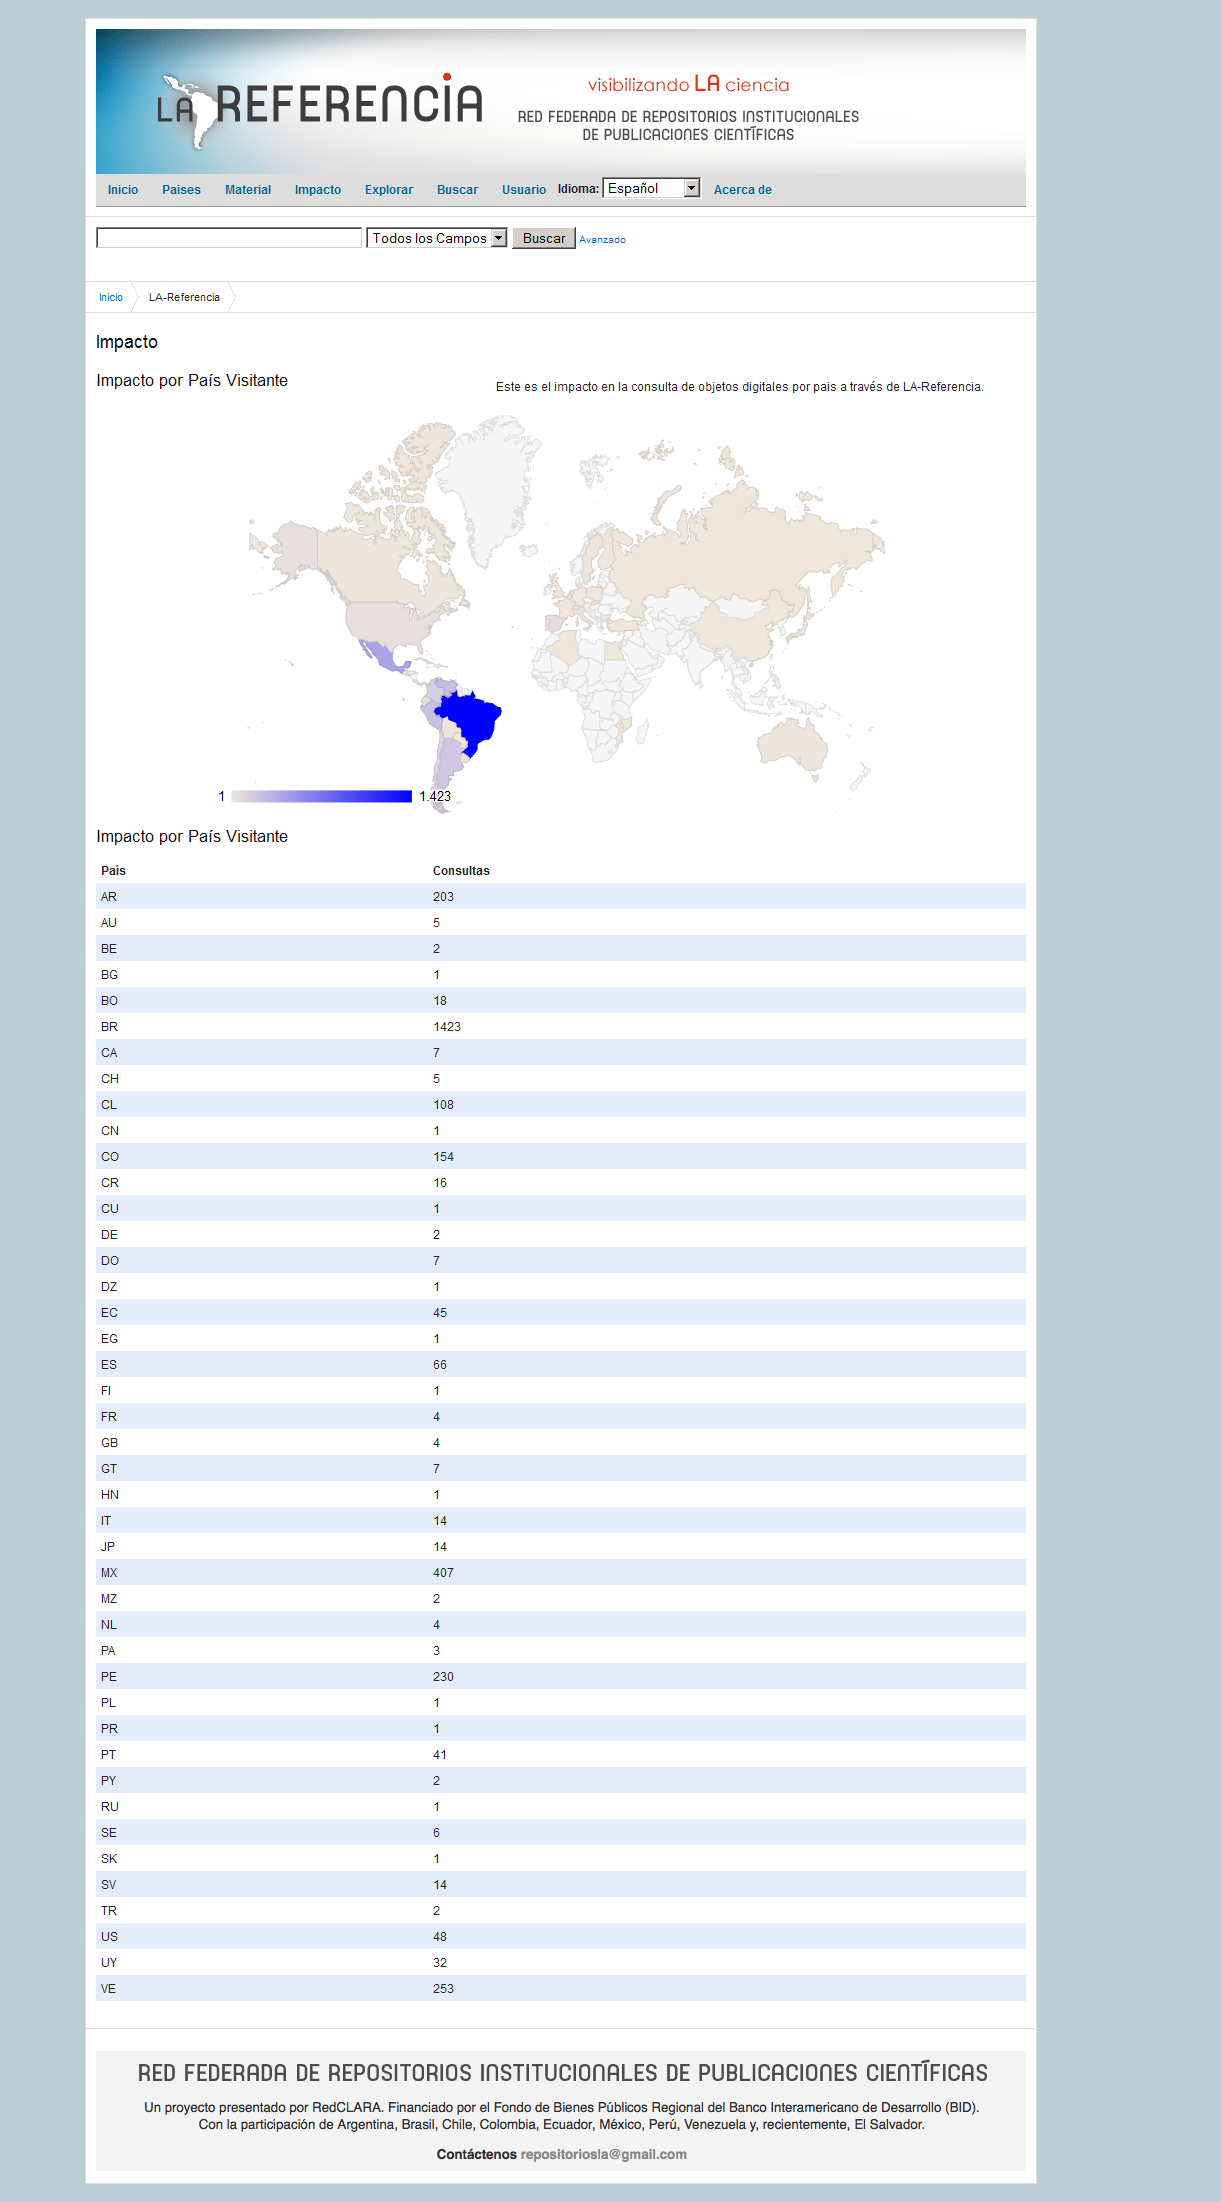 LA REFERENCIA
visibilizando LA ciencia
RED FEDERADA DE REPOSITORIOS INSTITUCIONALES
DE PUBLICACIONES CIENTÍFICAS
Inicio Paises Material Impacto Explorar Buscar Usuario Idioma: Español Acerca de
Todos los Campos Buscar Avanzado
Inicio LA-Referencia
Impacto
Impacto por País Visitante
Este es el impacto en la consulta de objetos digitales por pais a través de LA-Referencia.
1 1.423
Impacto por País Visitante
País Consultas
AR 203
AU 5
BE 2
BG 1
BO 18
BR 1423
CA 7
CH 5
CL 108
CN 1
CO 154
CR 16
CU 1
DE 2
DO 7
DZ 1
EC 45
EG 1
ES 66
FI 1
FR 4
GB 4
GT 7
HN 1
IT 14
JP 14
MX 407
MZ 2
NL 4
PA 3
PE 230
PL 1
PR 1
PT 41
PY 2
RU 1
SE 6
SK 1
SV 14
TR 2
US 48
UY 32
VE 253
RED FEDERADA DE REPOSITORIOS INSTITUCIONALES DE PUBLICACIONES CIENTÍFICAS
Un proyecto presentado por RedCLARA. Financiado por el Fondo de Bienes Públicos Regional del Banco Interamericano de Desarrollo (BID).
Con la participación de Argentina, Brasil, Chile, Colombia, Ecuador, México, Perú, Venezuela y, recientemente, El Salvador.
Contáctenos repositoriosla@gmail.com